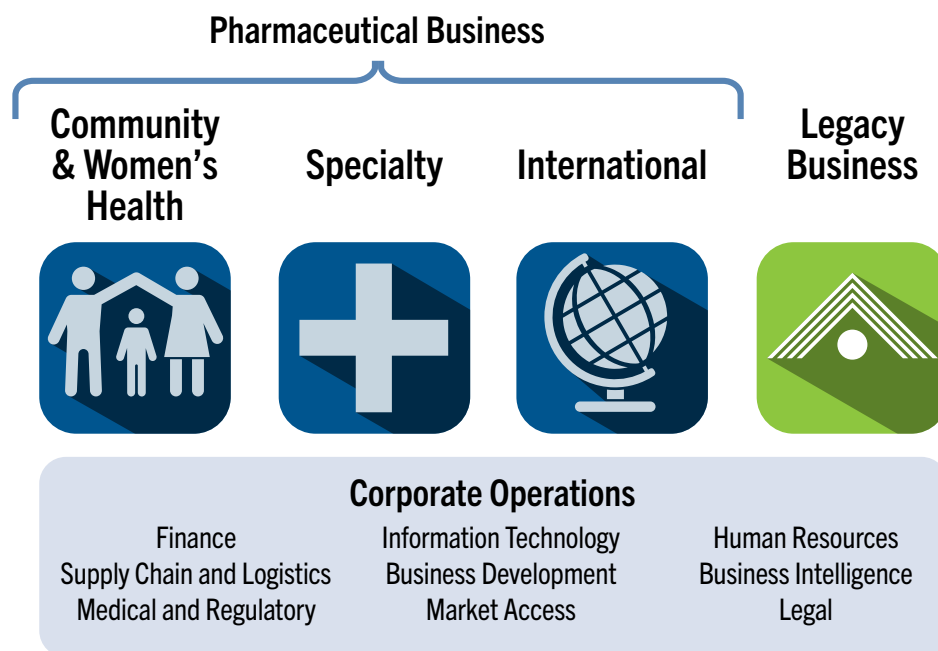 Pharmaceutical Business
Community
& Women’s
Health
Specialty
International
Legacy
Business
Corporate Operations
Finance
Supply Chain and Logistics
Medical and Regulatory
Information Technology
Business Development
Market Access
Human Resources
Business Intelligence
Legal